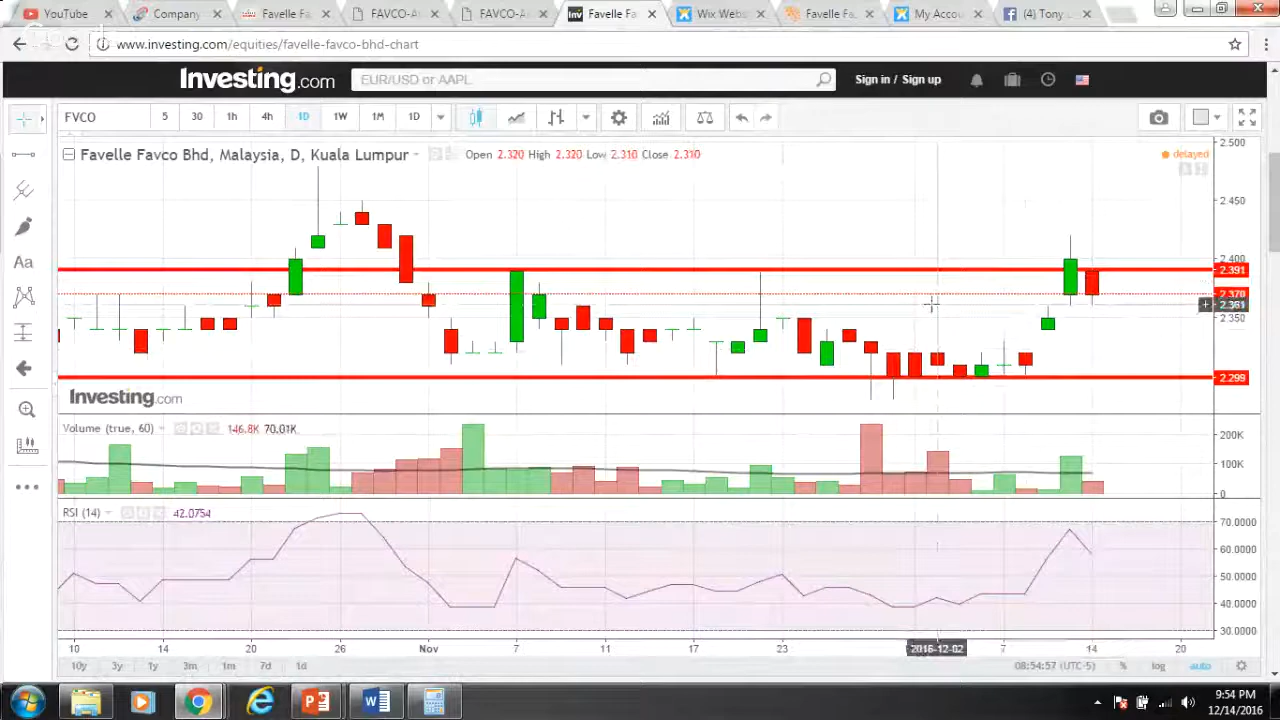 YouTube
Company
Favelle
FAVCO-A
FAVCO-A
inv Favelle Fa
Wix We
Favelle F
My Accou
(4) Tony
www.investing.com/equities/favelle-favco-bhd-chart
Investing.com
EUR/USD or AAPL
Sign in / Sign up
FVCO
5
30
1h
4h
1D
1W
1M
1D
Favelle Favco Bhd, Malaysia, D, Kuala Lumpur
Open 2.320 High 2.320 Low 2.310 Close 2.310
delayed
2.500
2.450
2.400
2.391
2.370
2.361
2.350
2.299
Aa
Investing.com
Volume (true, 60)
146.8K 70.01K
200K
100K
0
RSI (14)
42.0754
70.0000
60.0000
50.0000
40.0000
30.0000
10
14
20
26
Nov
7
11
17
23
2016-12-02
7
14
20
10y
3y
1y
3m
1m
7d
1d
08:54:57 (UTC-5)
%
log
auto
9:54 PM
12/14/2016